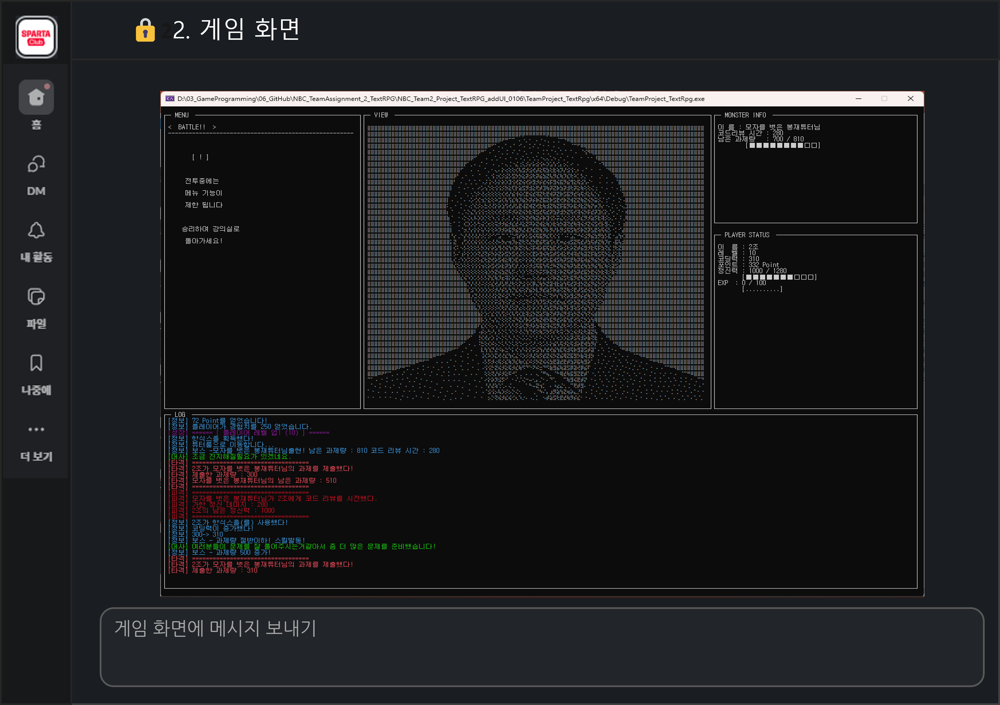 SPARTA
Club
2. 게임 화면
홈
DM
내 활동
파일
나중에
더 보기
D:\03_GameProgramming\06_GitHub\NBC_TeamAssignment_2_TextRPG\NBC_Team2_Project_TextRPG_addUI_0106\TeamProject_TextRpg\x64\Debug\TeamProject_TextRpg.exe
MENU
< BATTLE!! >
[ ! ]
전투중에는
메뉴 기능이
제한 됩니다
승리하며 강의실로
돌아가세요!
VIEW
MONSTER INFO
이 름 : 모자를 벗은 봉재튜터님
코드리뷰 시간 : 280
남은 과제량 : 700 / 810
[■■■■■■■■□□]
PLAYER STATUS
이 름 : 2조
레 벨 : 10
코딩력 : 310
포인트 : 332 Point
정신력 : 1000 / 1280
[■■■■■■■□□□]
EXP : 0 / 100
[..........]
LOG
[정보] 72 Point를 얻었습니다!
[정보] 플레이어가 경험치를 250 얻었습니다.
[성장] ====== [ 플레이어 레벨 업! (10) ] ======
[정보] 핫식스을 획득했다!
[정보] 튜터룸으로 이동합니다...
[정보] 보스 -모자를 벗은 봉재튜터님출현! 남은 과제량 : 810 코드 리뷰 시간 : 280
[대사] 조금 진지해질필요가 있겠네요.
[타격] ==================================
[타격] 2조가 모자를 벗은 봉재튜터님의 과제를 제출했다!
[타격] 제출한 과제량 : 300
[타격] 모자를 벗은 봉재튜터님의 남은 과제량 : 510
[타격] ==================================
[피격] ==================================
[피격] 모자를 벗은 봉재튜터님가 2조에게 코드 리뷰를 시전했다.
[피격] 가한 정신 데미지 : 280
[피격] 2조의 남은 정신력 : 1000
[피격] ==================================
[정보] 2조가 핫식스을(를) 사용했다!
[정보] 코딩력이 증가했다!
[정보] 300-> 310
[정보] 보스 - 과제량 절반이하! 스킬발동!
[대사] 여러분들이 문제를 잘 풀어주시는거같아서 좀 더 많은 문제를 준비했습니다!
[정보] 보스 - 과제량 500 증가!
[타격] ==================================
[타격] 2조가 모자를 벗은 봉재튜터님의 과제를 제출했다!
[타격] 제출한 과제량 : 310
게임 화면에 메시지 보내기